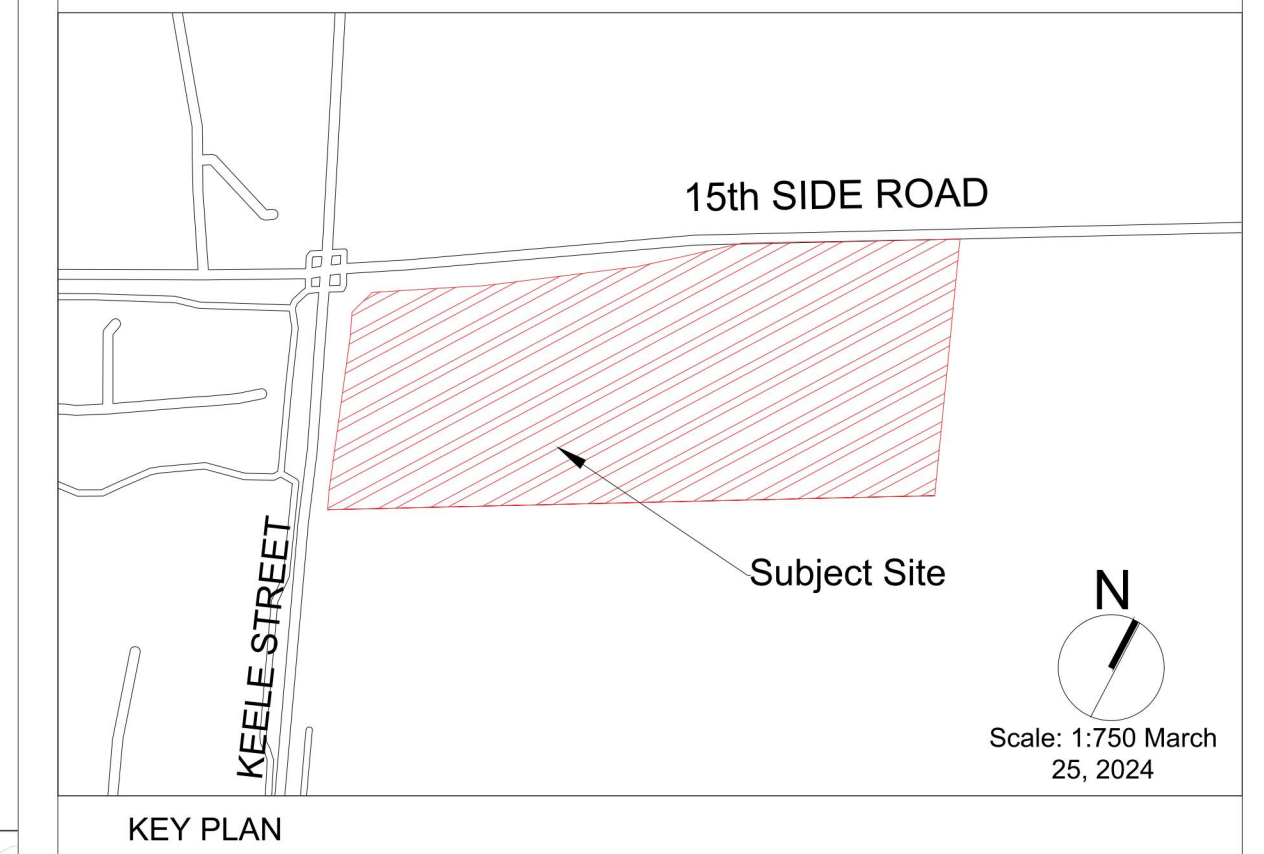 15th SIDE ROAD
Subject Site
KEELE STREET
N
Scale: 1:750 March
25, 2024
KEY PLAN